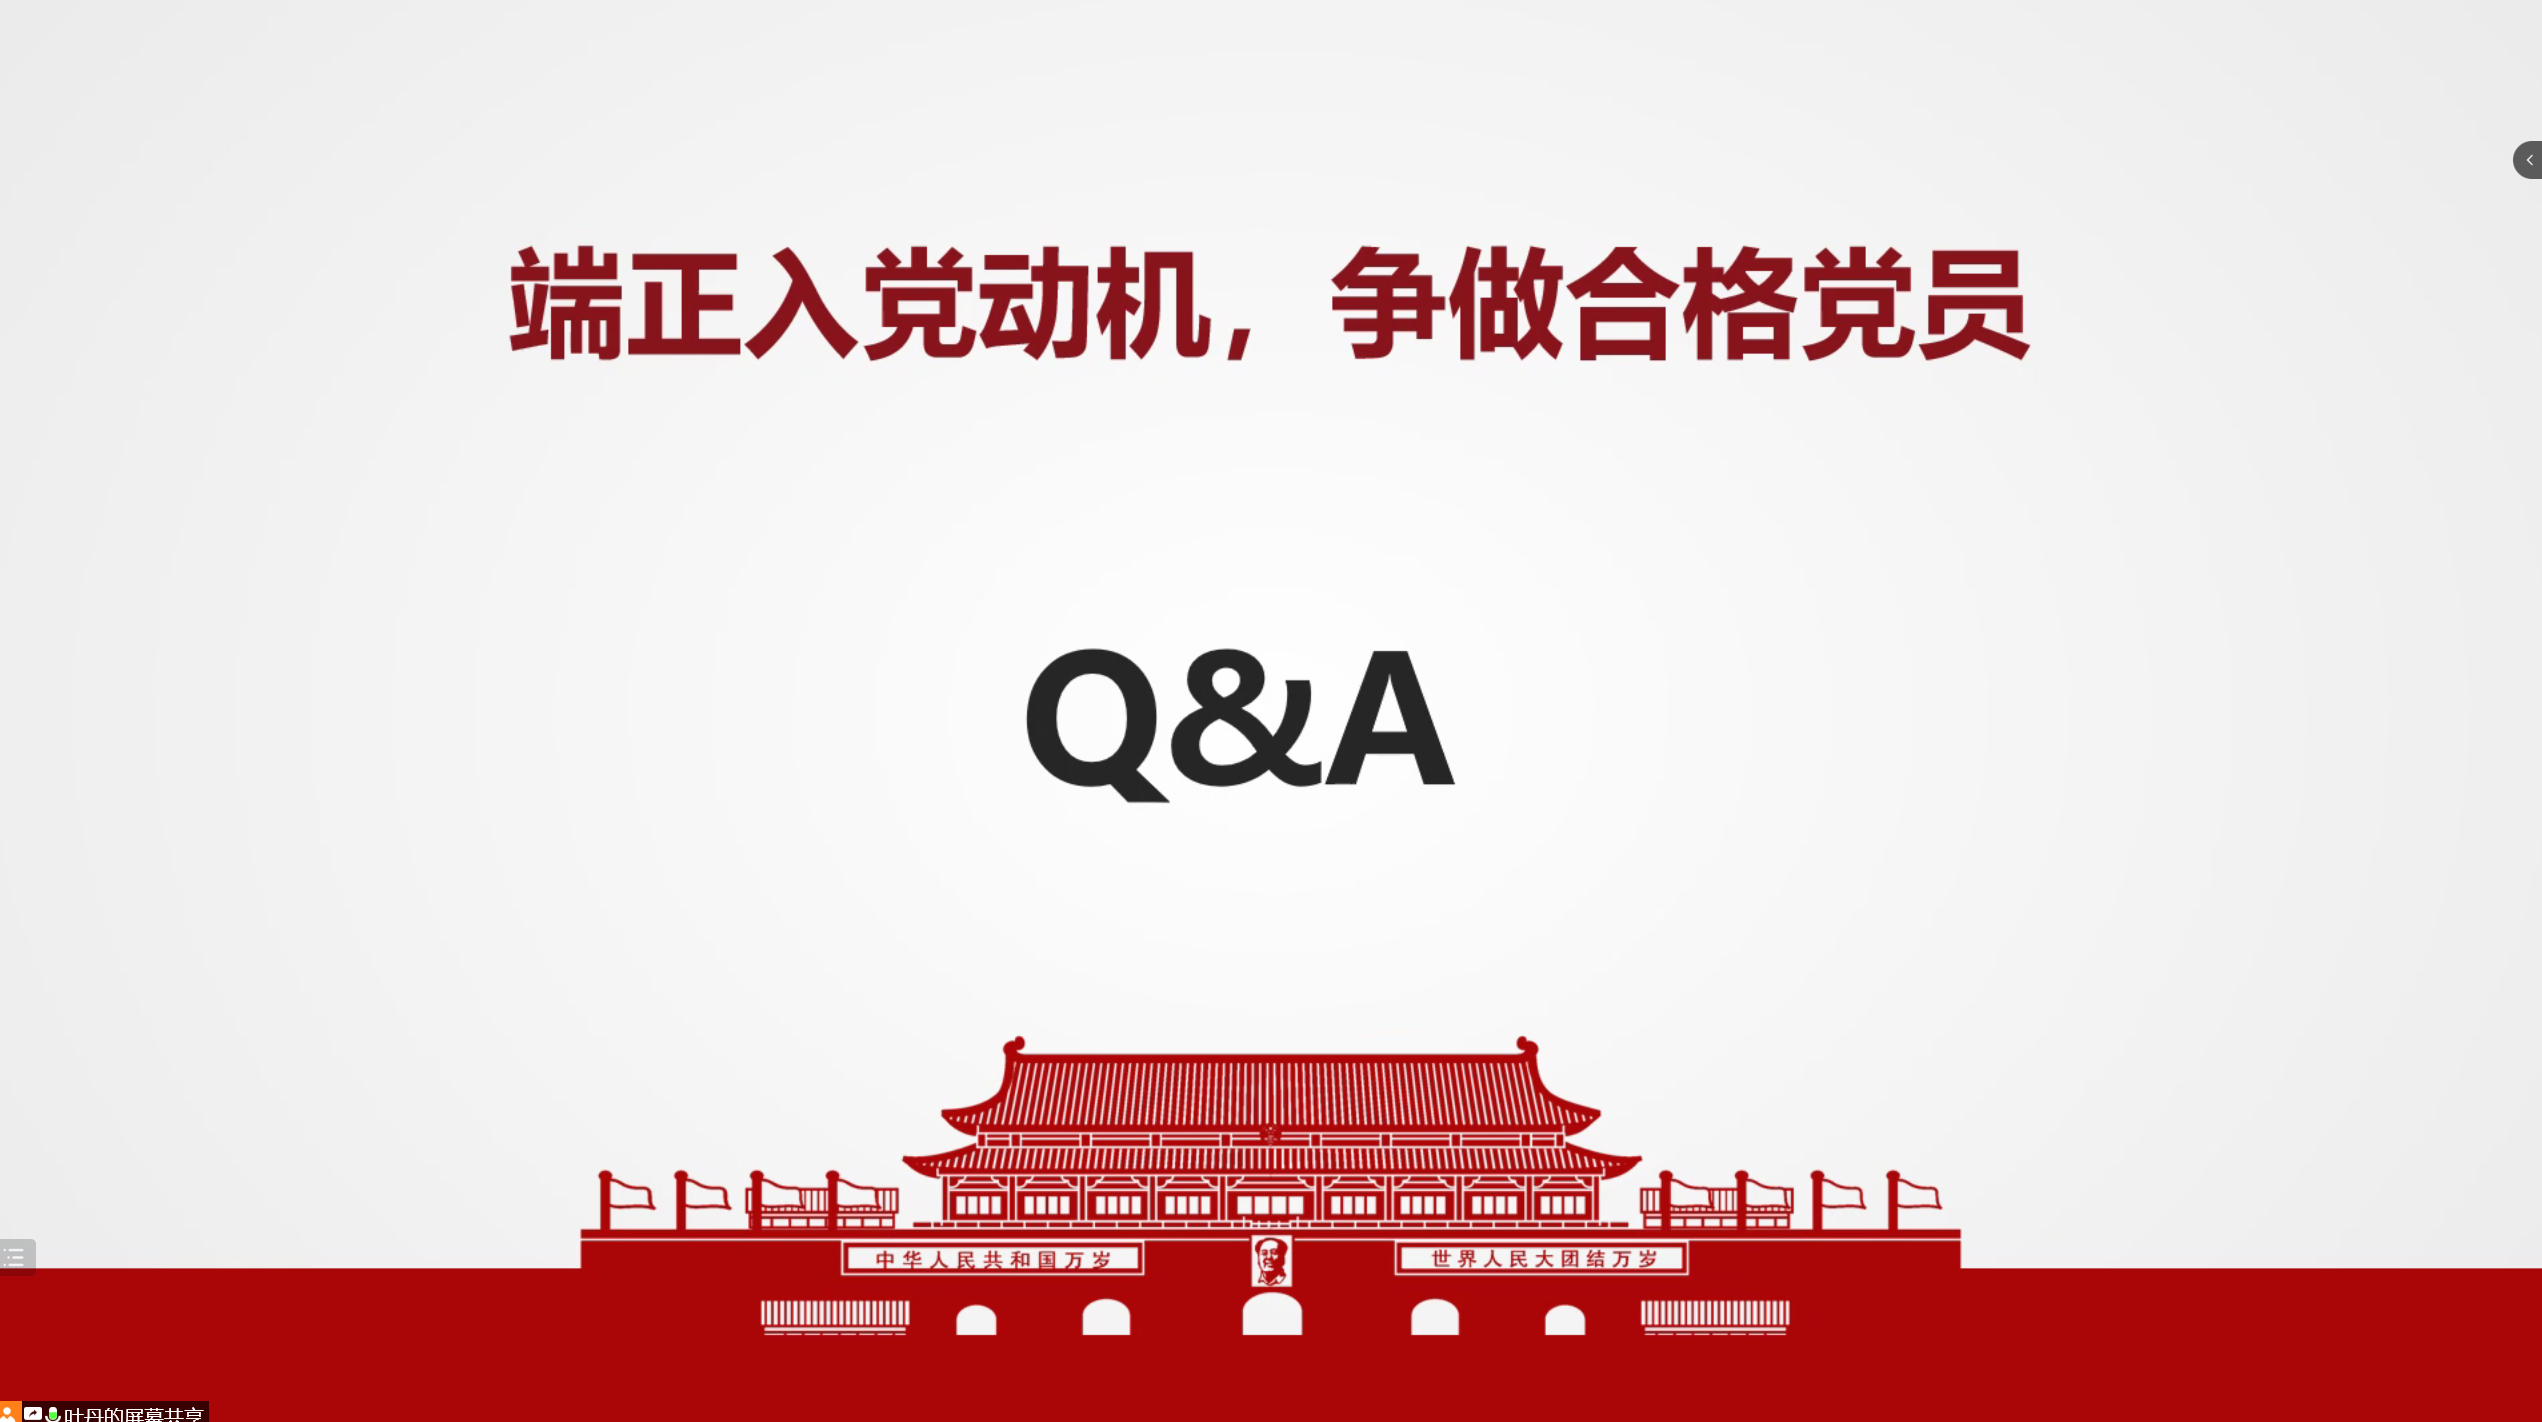 端正入党动机，争做合格党员
Q&A
中华人民共和国万岁
世界人民大团结万岁
叶丹的屏幕共享